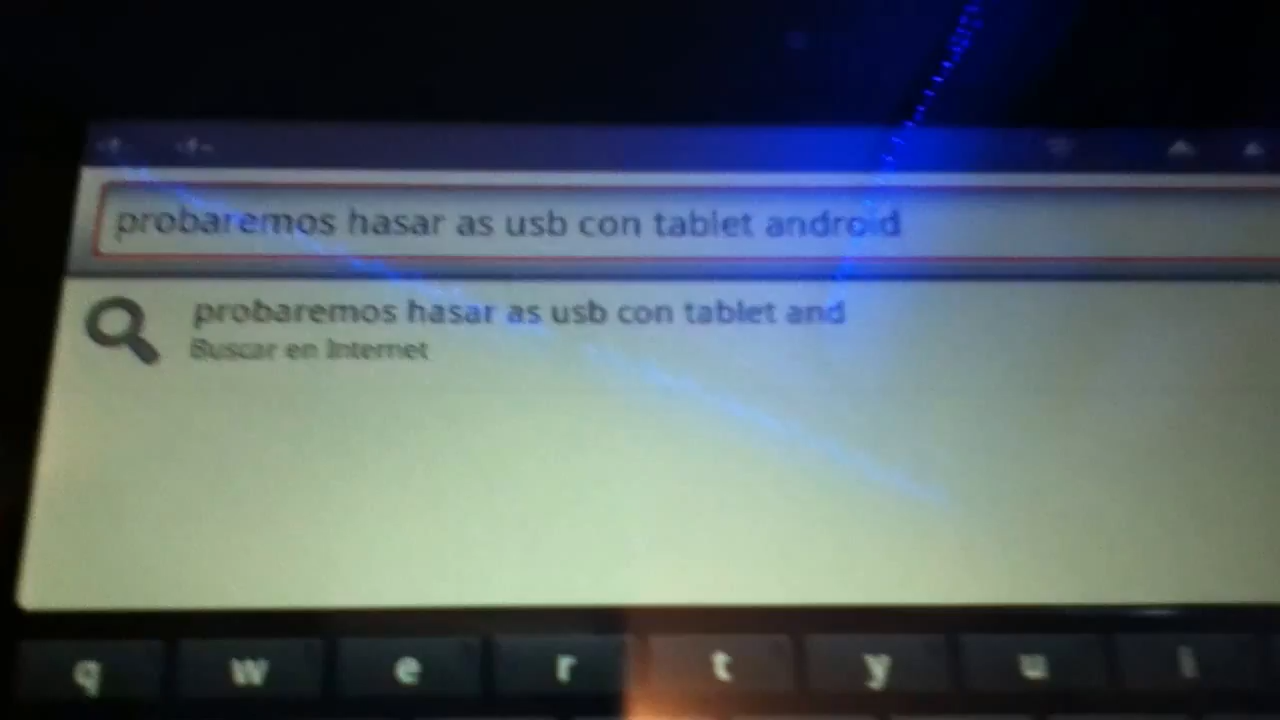 probaremos hasar as usb con tablet android
probaremos hasar as usb con tablet and
Buscar en Internet
q w e r t y u i